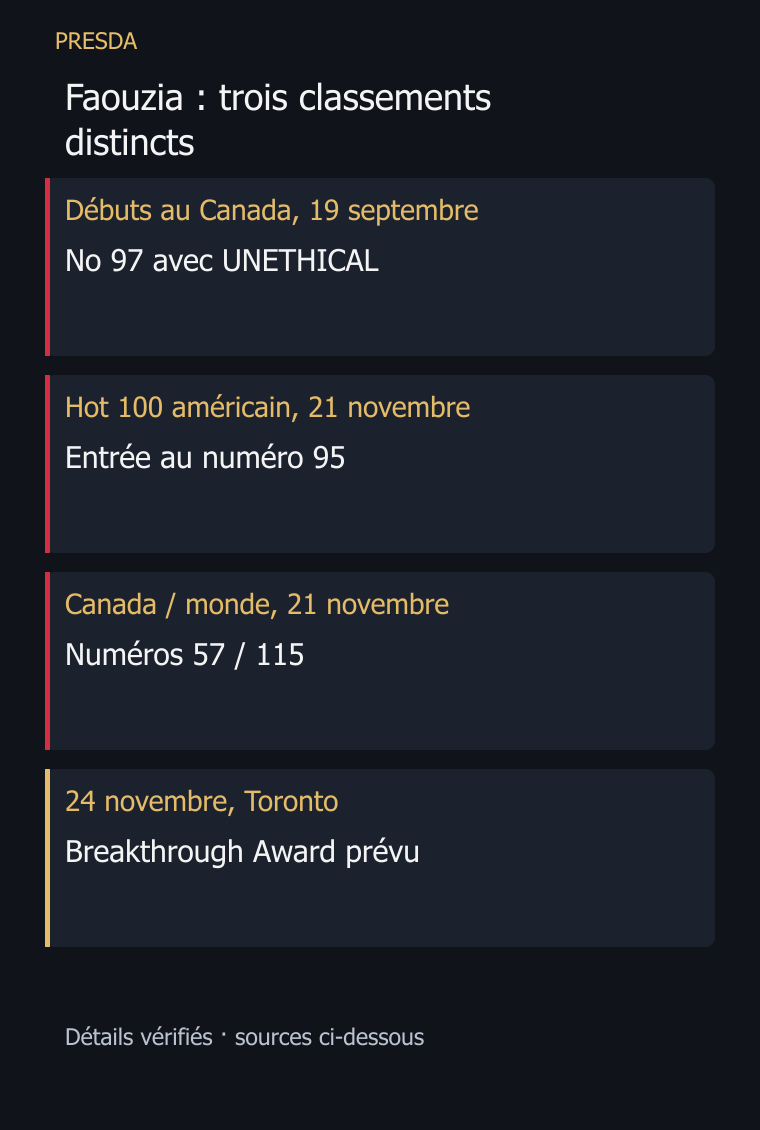 PRESDA
Faouzia : trois classements
distincts
Débuts au Canada, 19 septembre
No 97 avec UNETHICAL
Hot 100 américain, 21 novembre
Entrée au numéro 95
Canada / monde, 21 novembre
Numéros 57 / 115
24 novembre, Toronto
Breakthrough Award prévu
Détails vérifiés · sources ci-dessous